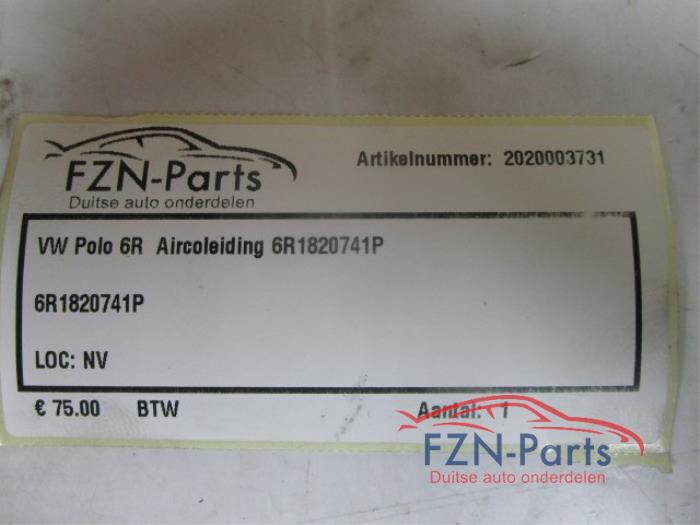 FZN-Parts
Duitse auto onderdelen
Artikelnummer: 2020003731
VW Polo 6R Aircoleiding 6R1820741P
6R1820741P
LOC: NV
€ 75.00 BTW
Aantal: 1
FZN-Parts
Duitse auto onderdelen